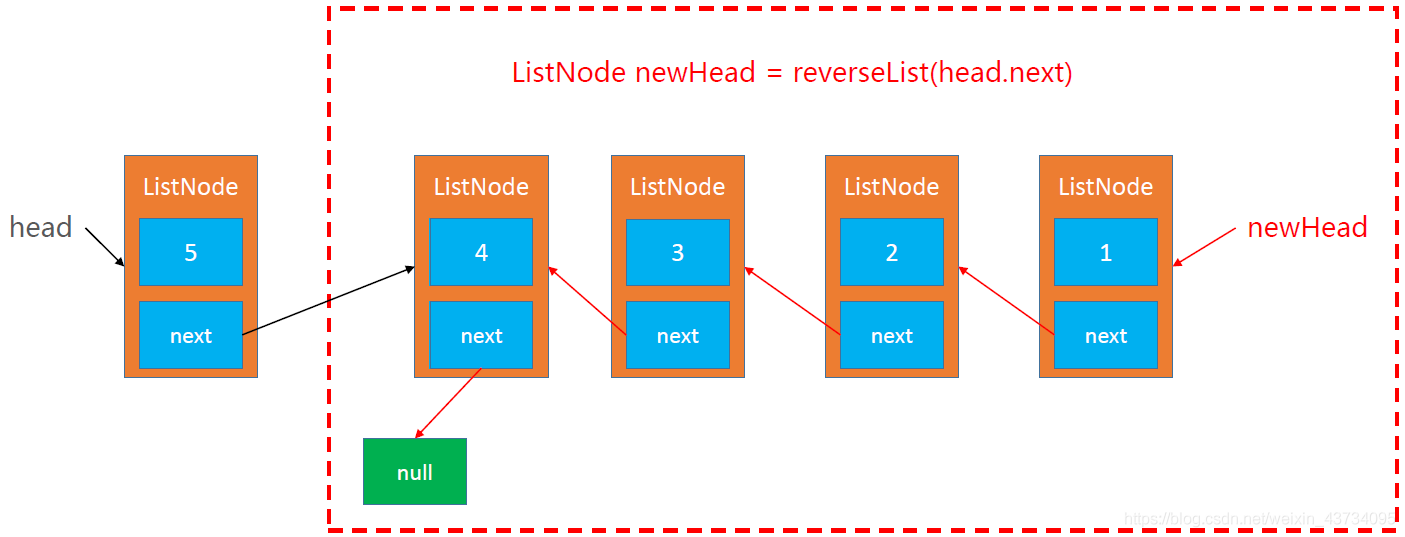 ListNode newHead = reverseList(head.next)
ListNode
ListNode
ListNode
ListNode
ListNode
head
5
4
3
2
1
newHead
next
next
next
next
next
null
https://blog.csdn.net/weixin_43734095